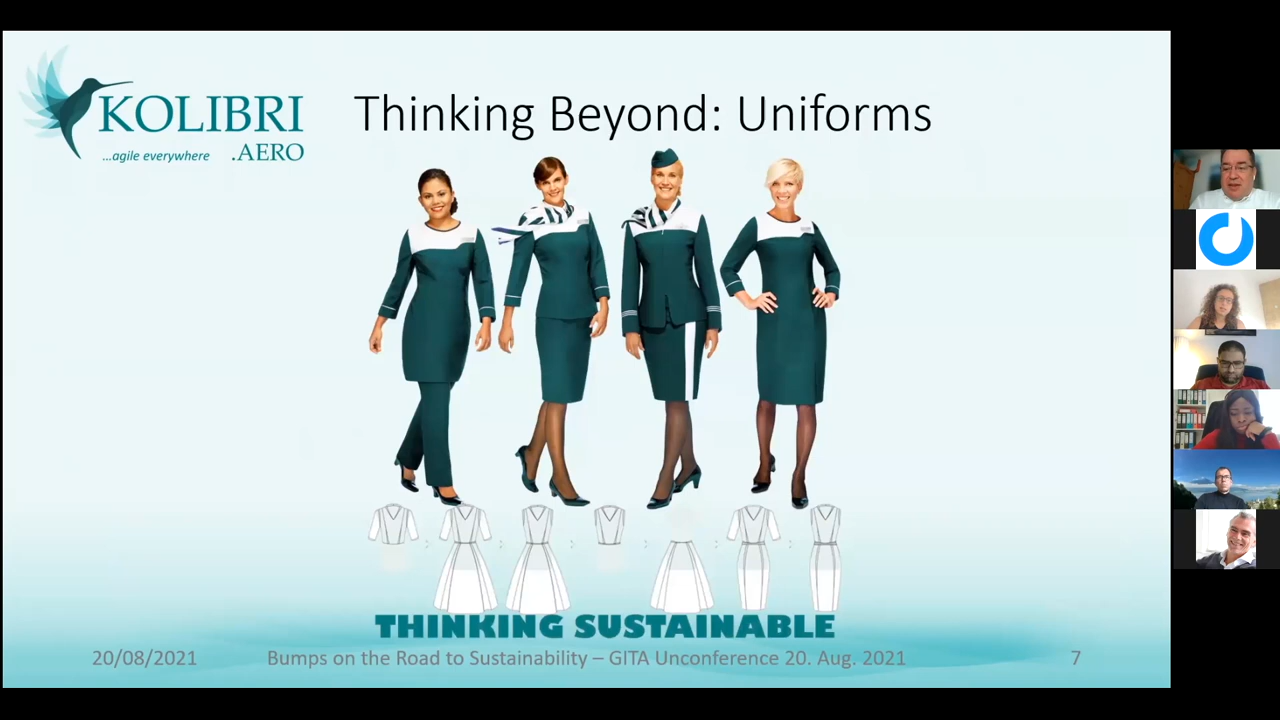 KOLIBRI
...agile everywhere .AERO
Thinking Beyond: Uniforms
THINKING SUSTAINABLE
20/08/2021 Bumps on the Road to Sustainability – GITA Unconference 20. Aug. 2021 7